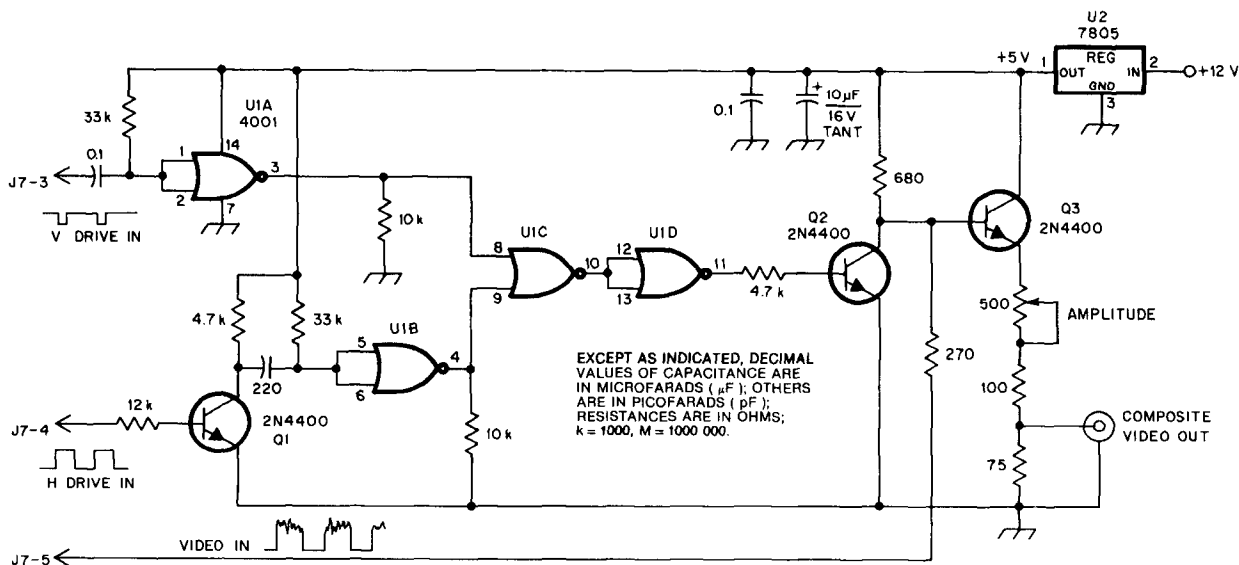 U2
7805
+5 V
1
OUT
REG
IN
2
+12 V
GND
3
33k
U1A
4001
14
0.1
1
2
3
7
J7-3
V DRIVE IN
10 k
0.1
+
10 µF
16 V
TANT
680
Q2
2N4400
Q3
2N4400
U1C
8
9
10
U1D
12
13
11
4.7 k
500
AMPLITUDE
4.7 k
33k
U1B
220
5
6
4
270
100
EXCEPT AS INDICATED, DECIMAL
VALUES OF CAPACITANCE ARE
IN MICROFARADS ( µF ); OTHERS
ARE IN PICOFARADS ( pF );
RESISTANCES ARE IN OHMS;
k = 1000, M = 1000 000.
12 k
J7-4
2N4400
Q1
10 k
H DRIVE IN
COMPOSITE
VIDEO OUT
75
VIDEO IN
J7-5